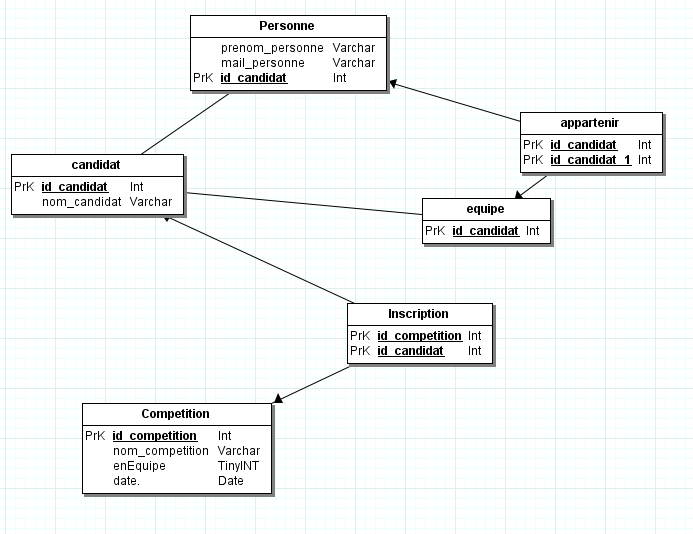 Personne
prenom_personne Varchar
mail_personne Varchar
PrK id_candidat Int
appartenir
PrK id_candidat Int
PrK id_candidat_1 Int
candidat
PrK id_candidat Int
nom_candidat Varchar
equipe
PrK id_candidat Int
Inscription
PrK id_competition Int
PrK id_candidat Int
Competition
PrK id_competition Int
nom_competition Varchar
enEquipe TinyINT
date. Date